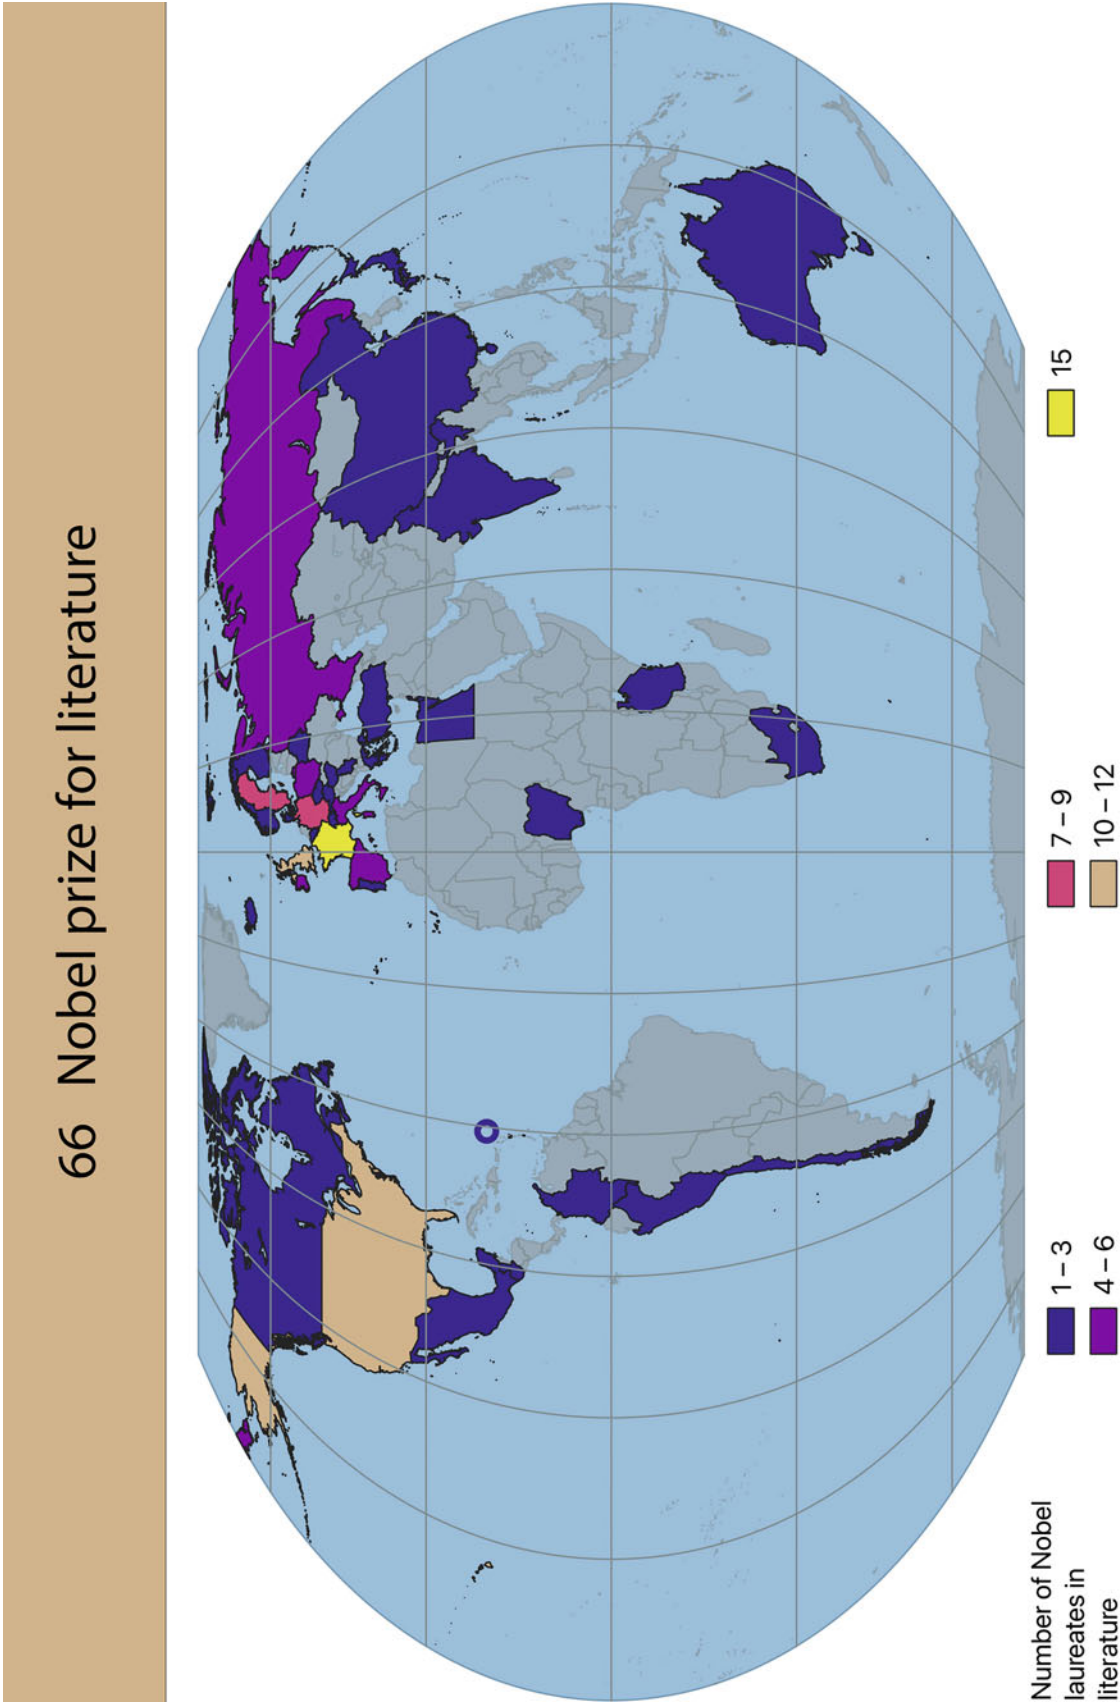 66 Nobel prize for literature
Number of Nobel
laureates in
literature
1 – 3
4 – 6
7 – 9
10 – 12
15